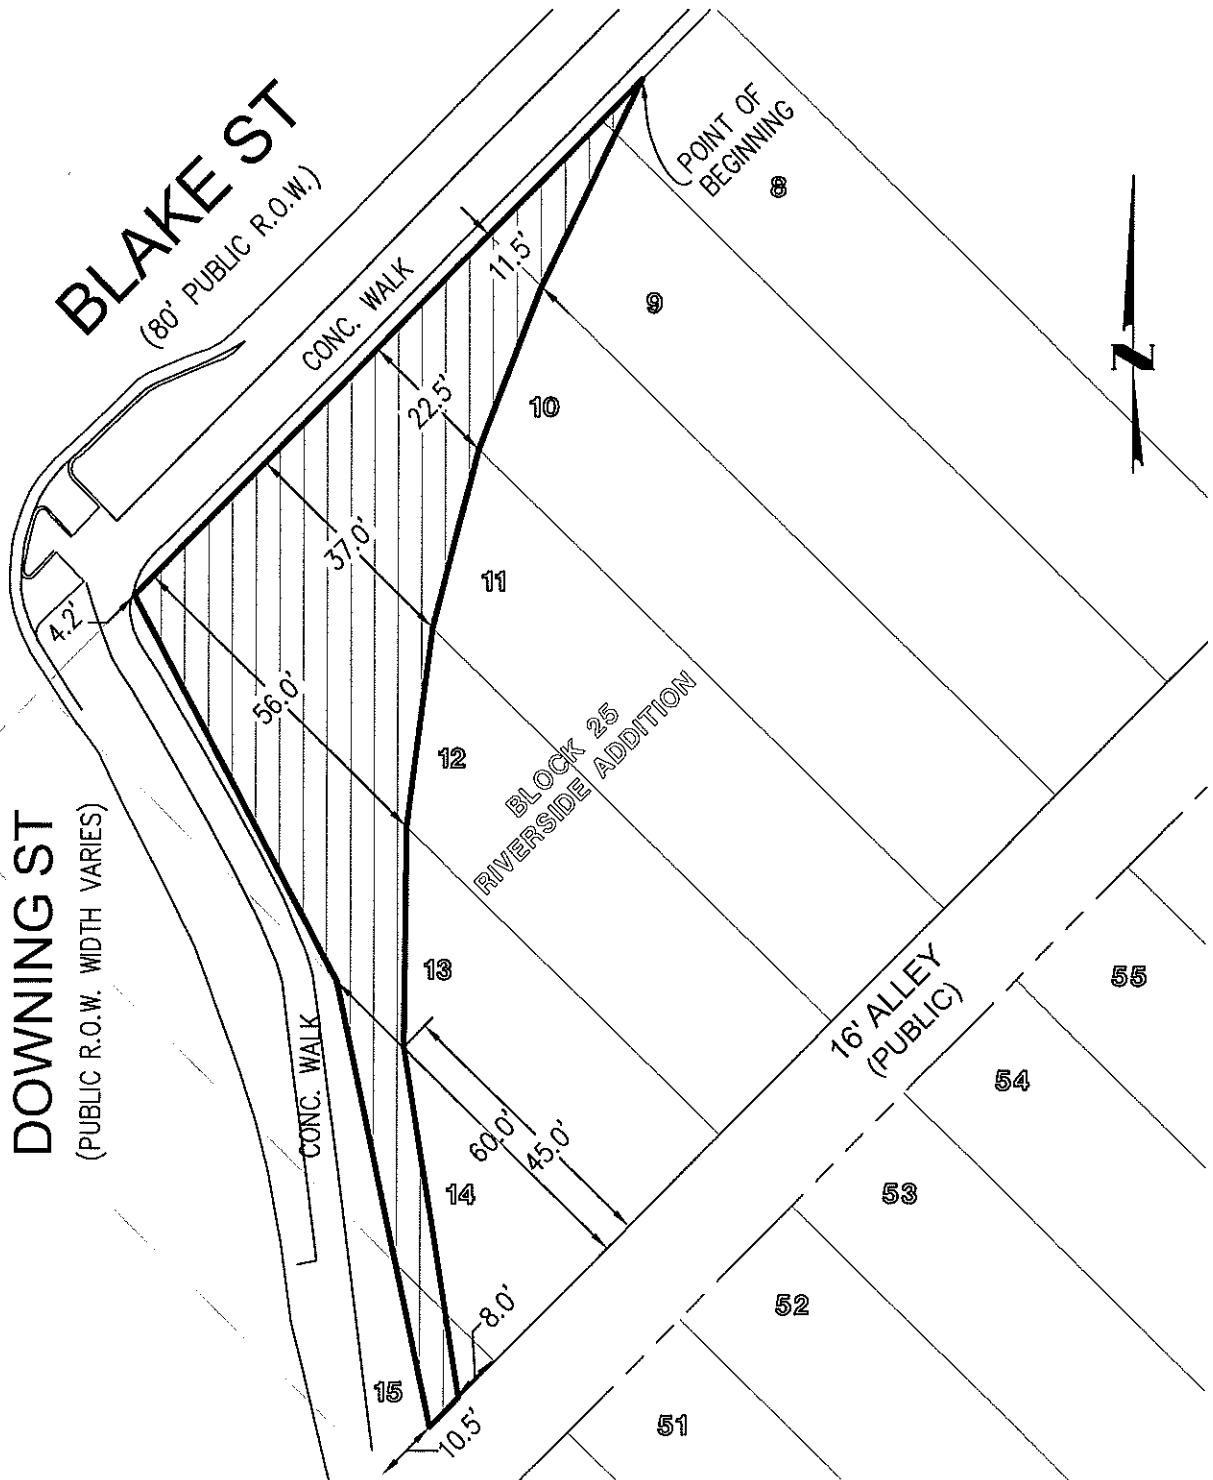 BLAKE ST
(80' PUBLIC R.O.W.)
CONC. WALK
POINT OF
BEGINNING
8
11.5'
9
22.5'
10
N
37.0'
11
4.2'
56.0'
12
BLOCK 25
RIVERSIDE ADDITION
DOWNING ST
(PUBLIC R.O.W. WIDTH VARIES)
CONC. WALK
13
16' ALLEY
(PUBLIC)
55
54
60.0'
45.0'
14
53
8.0'
52
15
10.5'
51